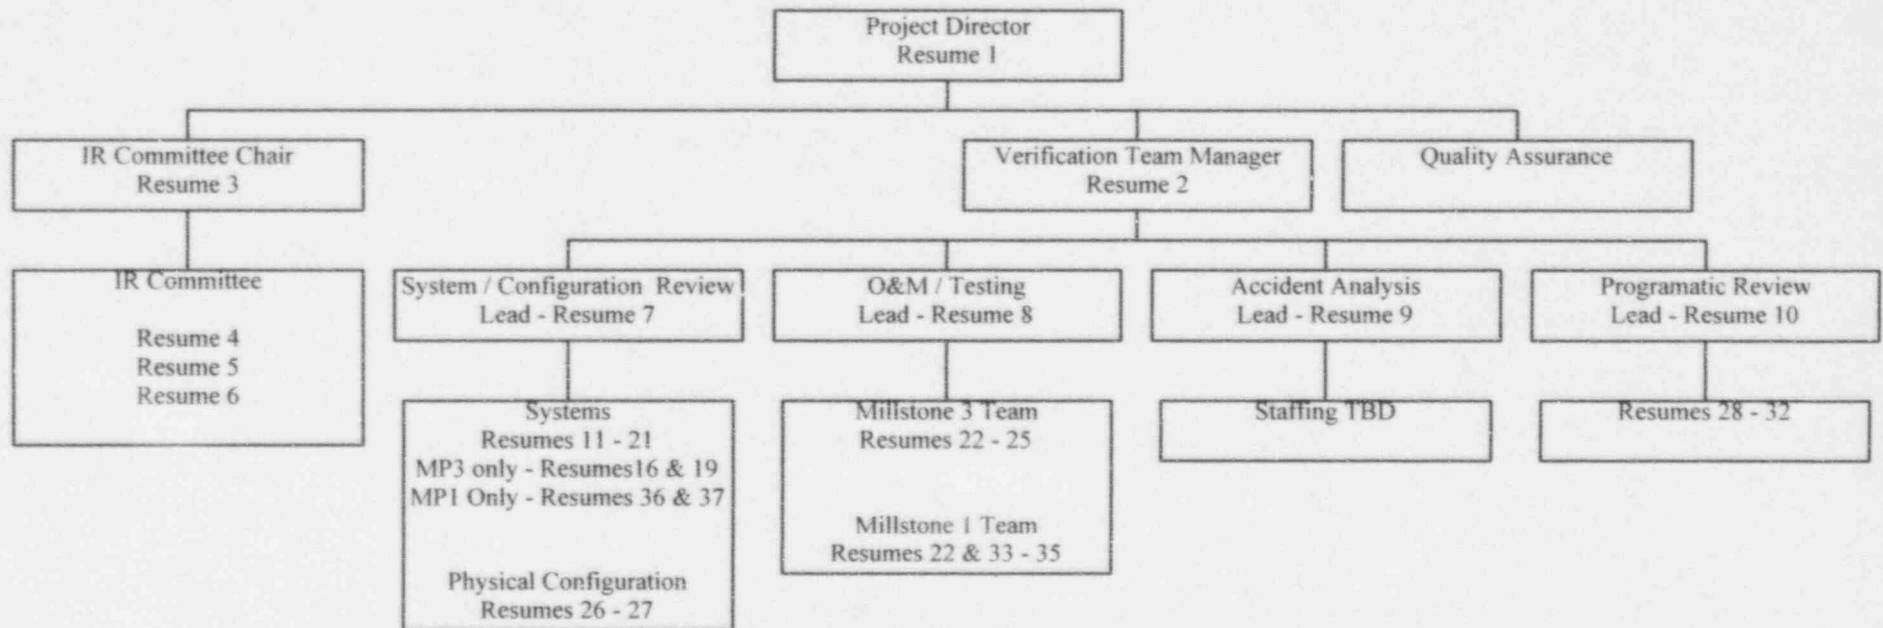 Project Director
Resume 1
IR Committee Chair
Resume 3
Verification Team Manager
Resume 2
Quality Assurance
IR Committee
Resume 4
Resume 5
Resume 6
System / Configuration Review
Lead - Resume 7
O&M / Testing
Lead - Resume 8
Accident Analysis
Lead - Resume 9
Programatic Review
Lead - Resume 10
Systems
Resumes 11 - 21
MP3 only - Resumes16 & 19
MP1 Only - Resumes 36 & 37
Physical Configuration
Resumes 26 - 27
Millstone 3 Team
Resumes 22 - 25
Millstone 1 Team
Resumes 22 & 33 - 35
Staffing TBD
Resumes 28 - 32